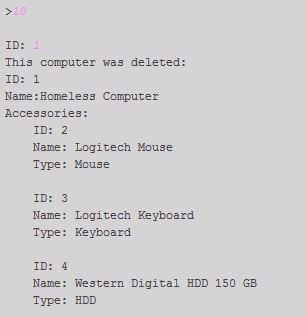 >10
ID: 1
This computer was deleted:
ID: 1
Name:Homeless Computer
Accessories:
ID: 2
Name: Logitech Mouse
Type: Mouse
ID: 3
Name: Logitech Keyboard
Type: Keyboard
ID: 4
Name: Western Digital HDD 150 GB
Type: HDD